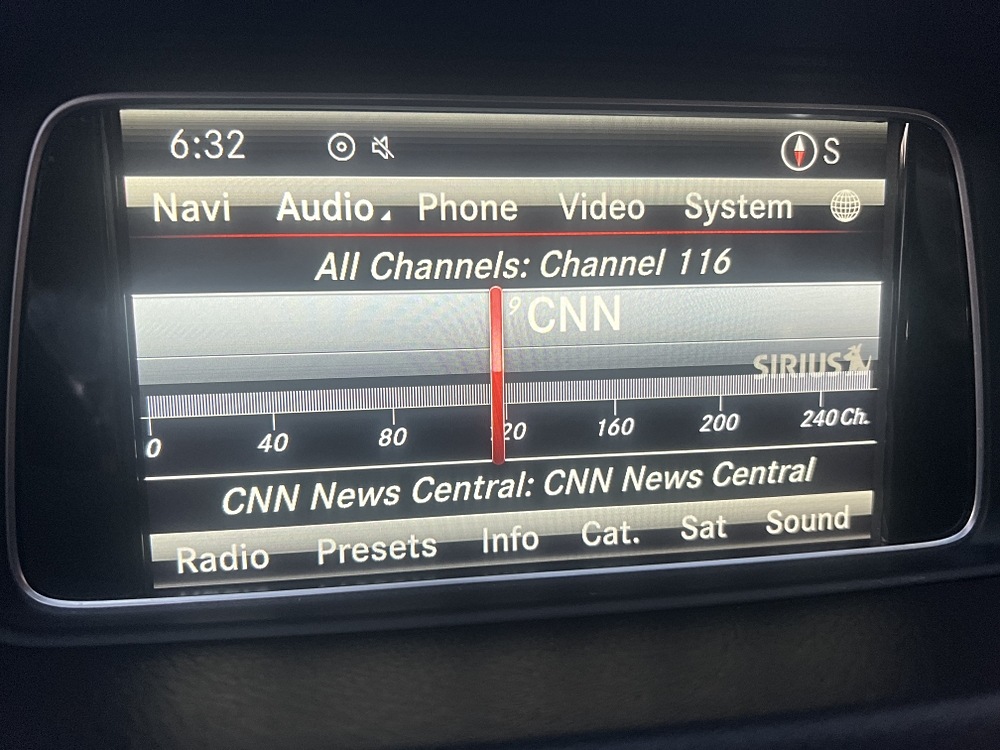 6:32 S
Navi Audio Phone Video System
All Channels: Channel 116
9 CNN
SIRIUS
0 40 80 120 160 200 240 Ch.
CNN News Central: CNN News Central
Radio Presets Info Cat. Sat Sound